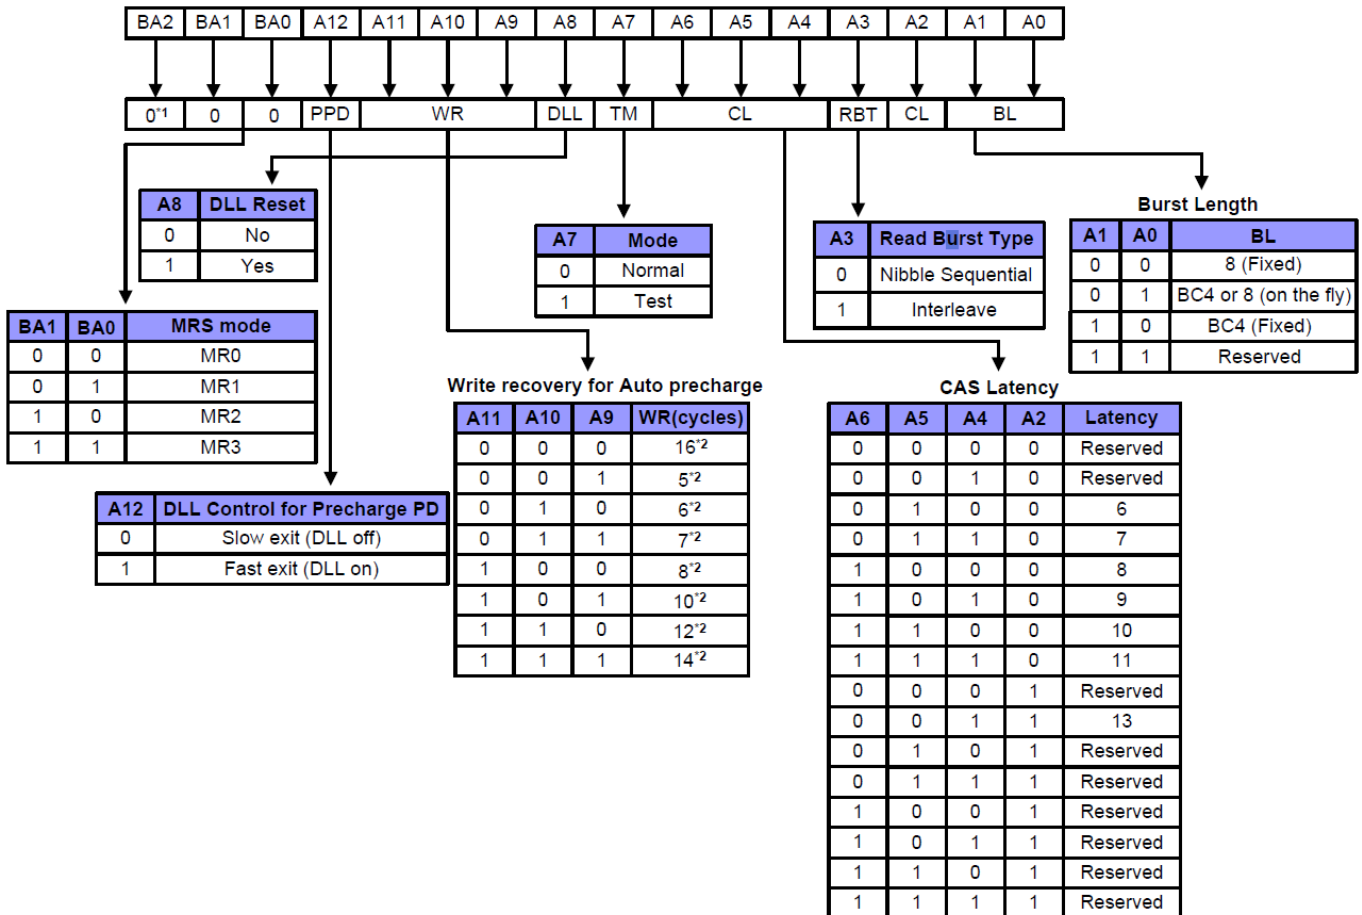 BA2 BA1 BA0 A12 A11 A10 A9 A8 A7 A6 A5 A4 A3 A2 A1 A0
0*1 0 0 PPD WR DLL TM CL RBT CL BL
A8 DLL Reset
0 No
1 Yes
BA1 BA0 MRS mode
0 0 MR0
0 1 MR1
1 0 MR2
1 1 MR3
A12 DLL Control for Precharge PD
0 Slow exit (DLL off)
1 Fast exit (DLL on)
A7 Mode
0 Normal
1 Test
Write recovery for Auto precharge
A11 A10 A9 WR(cycles)
0 0 0 16*2
0 0 1 5*2
0 1 0 6*2
0 1 1 7*2
1 0 0 8*2
1 0 1 10*2
1 1 0 12*2
1 1 1 14*2
A3 Read Burst Type
0 Nibble Sequential
1 Interleave
Burst Length
A1 A0 BL
0 0 8 (Fixed)
0 1 BC4 or 8 (on the fly)
1 0 BC4 (Fixed)
1 1 Reserved
CAS Latency
A6 A5 A4 A2 Latency
0 0 0 0 Reserved
0 0 1 0 Reserved
0 1 0 0 6
0 1 1 0 7
1 0 0 0 8
1 0 1 0 9
1 1 0 0 10
1 1 1 0 11
0 0 0 1 Reserved
0 0 1 1 13
0 1 0 1 Reserved
0 1 1 1 Reserved
1 0 0 1 Reserved
1 0 1 1 Reserved
1 1 0 1 Reserved
1 1 1 1 Reserved